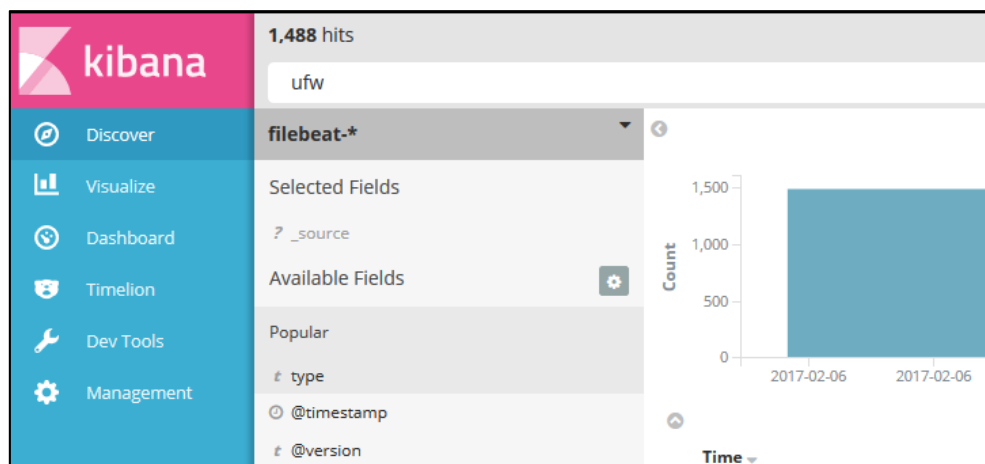 kibana
Discover
Visualize
Dashboard
Timelion
Dev Tools
Management
1,488 hits
ufw
filebeat-*
Selected Fields
? _source
Available Fields
Popular
t type
@timestamp
t @version
Count
1,500
1,000
500
0
2017-02-06 2017-02-06
Time